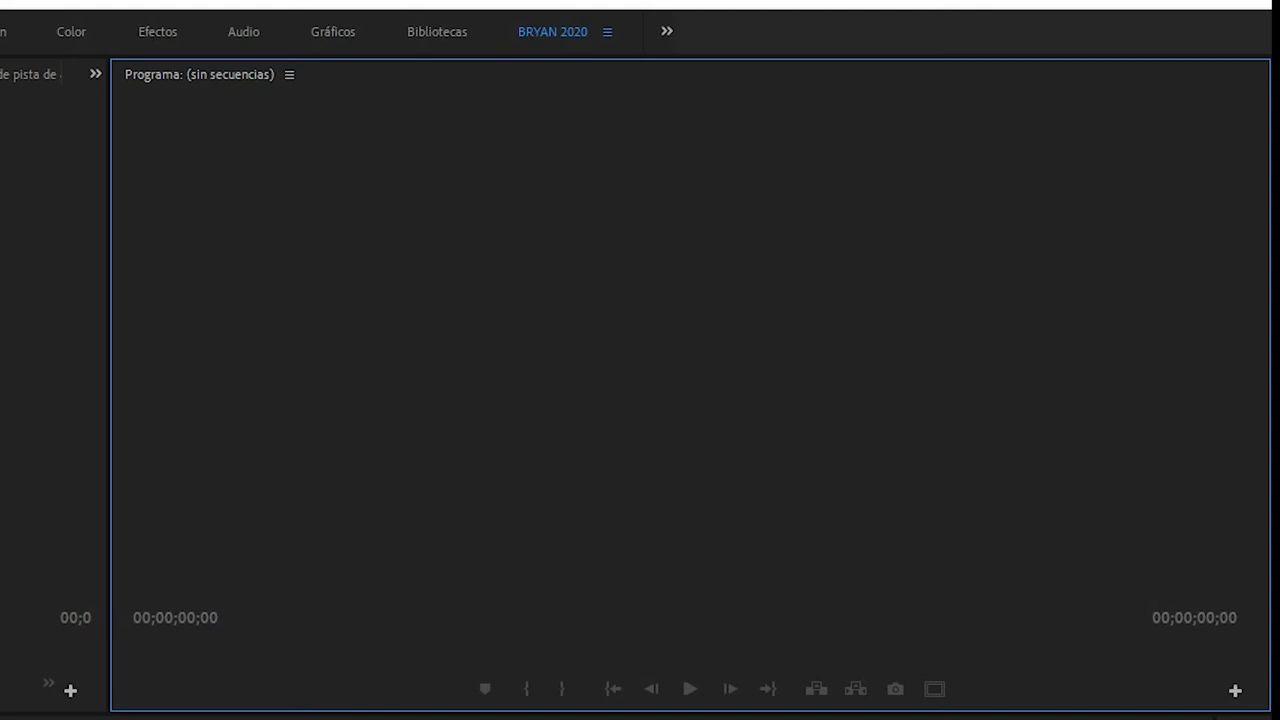 n Color Efectos Audio Gráficos Bibliotecas BRYAN 2020
de pista de
Programa: (sin secuencias)
00;0
00;00;00;00
00;00;00;00